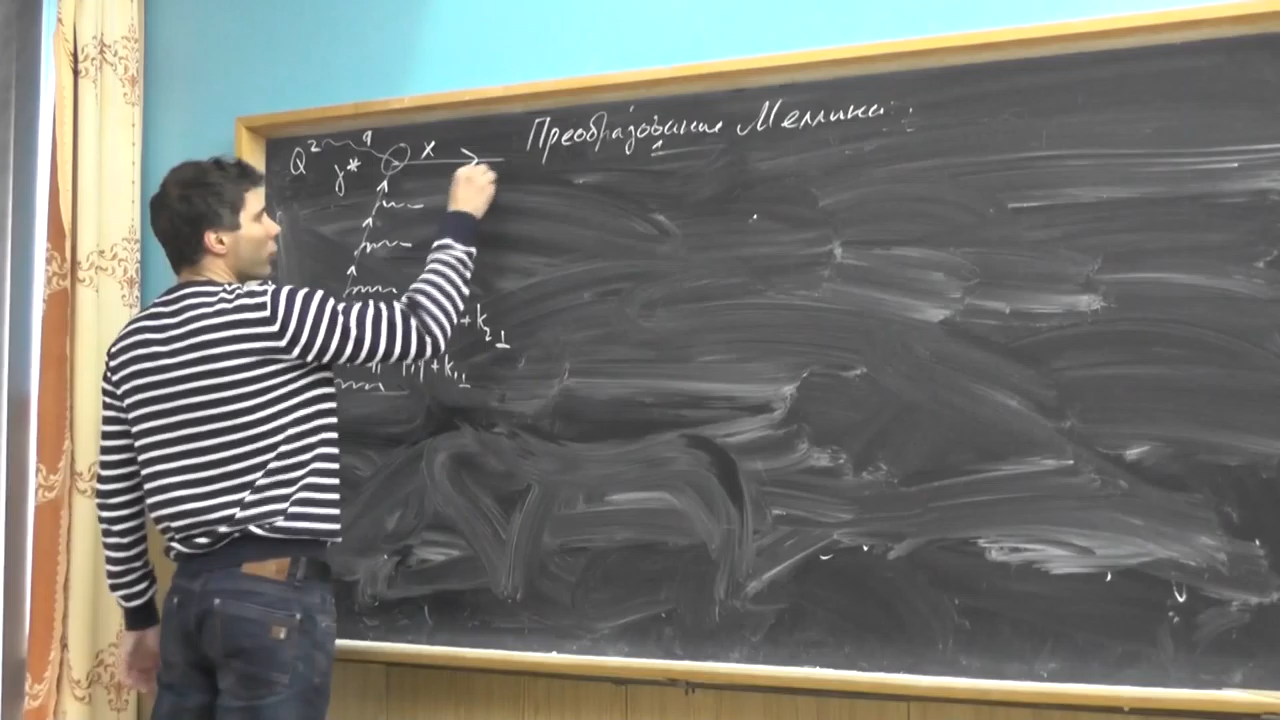 Преобразование Меллина
Q² q x
γ*
+ k₂⊥
+ k₁⊥